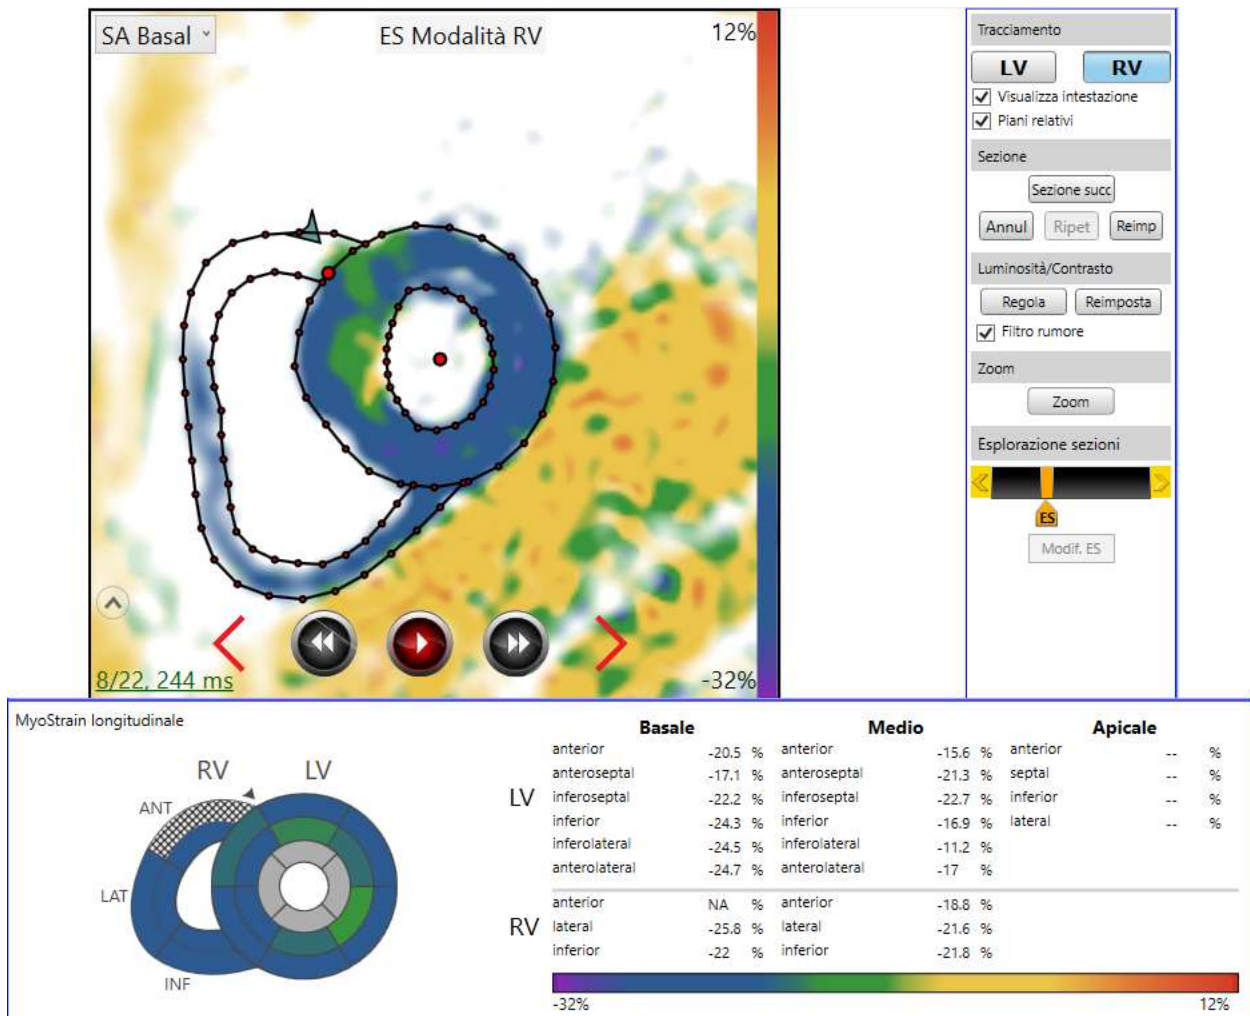 SA Basal
ES Modalità RV
12%
8/22, 244 ms
-32%
Tracciamento
LV RV
Visualizza intestazione
Piani relativi
Sezione
Sezione succ
Annul Ripet Reimp
Luminosità/Contrasto
Regola Reimposta
Filtro rumore
Zoom
Zoom
Esplorazione sezioni
ES
Modif. ES
MyoStrain longitudinale
RV LV
ANT
LAT
INF
Basale Medio Apicale
LV
anterior -20.5 % anterior -15.6 % anterior -- %
anteroseptal -17.1 % anteroseptal -21.3 % septal -- %
inferoseptal -22.2 % inferoseptal -22.7 % inferior -- %
inferior -24.3 % inferior -16.9 % lateral -- %
inferolateral -24.5 % inferolateral -11.2 %
anterolateral -24.7 % anterolateral -17 %
RV
anterior NA % anterior -18.8 %
lateral -25.8 % lateral -21.6 %
inferior -22 % inferior -21.8 %
-32% 12%